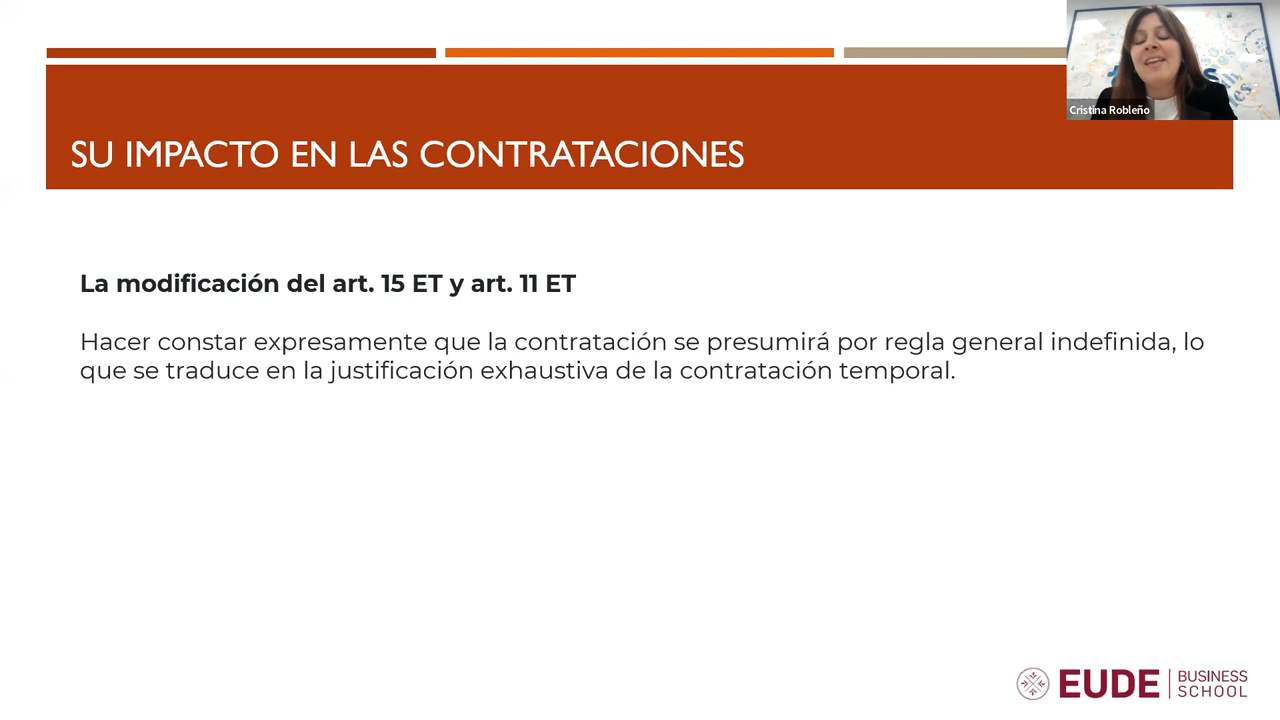 Cristina Robleño
SU IMPACTO EN LAS CONTRATACIONES
La modificación del art. 15 ET y art. 11 ET
Hacer constar expresamente que la contratación se presumirá por regla general indefinida, lo
que se traduce en la justificación exhaustiva de la contratación temporal.
EUDE BUSINESS
SCHOOL